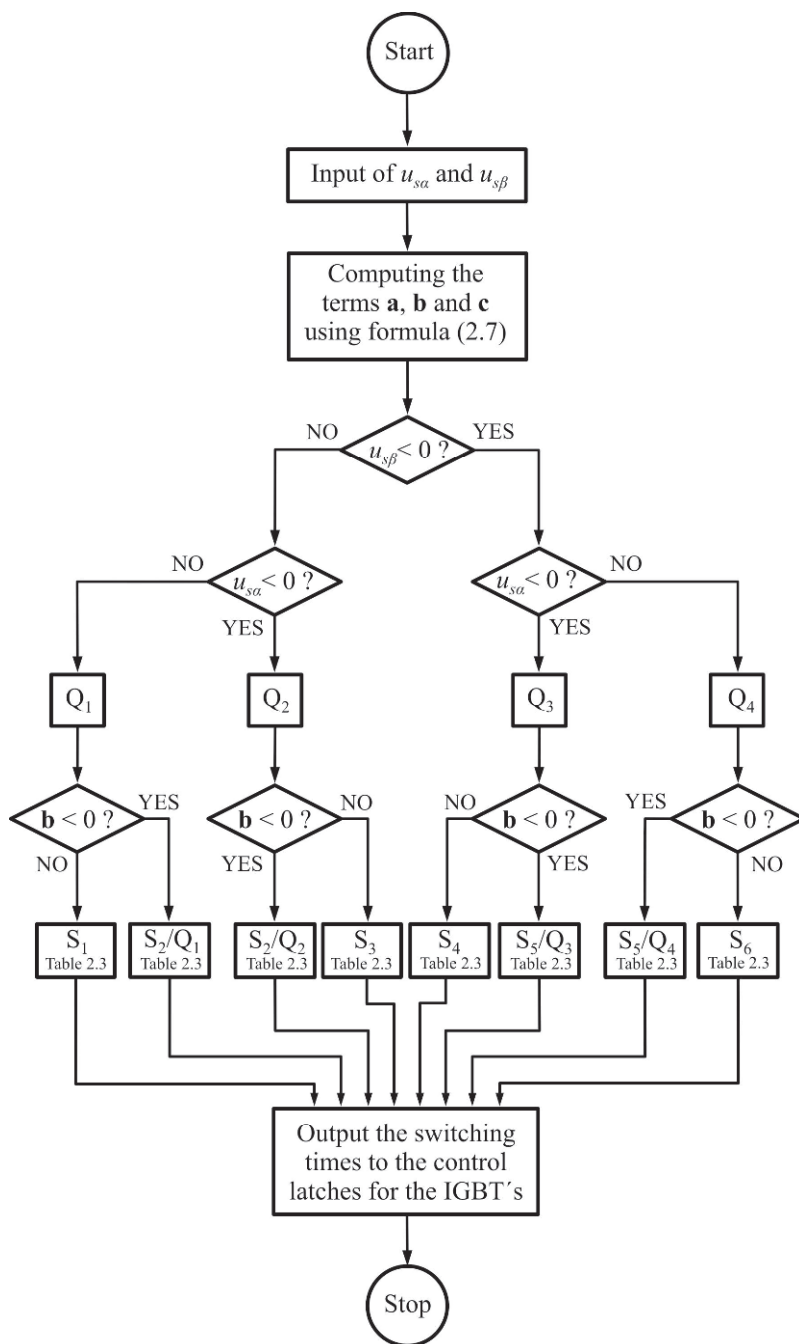 Start
Input of usα and usβ
Computing the
terms a, b and c
using formula (2.7)
NO
YES
usβ < 0 ?
NO
usα < 0 ?
YES
usα < 0 ?
NO
YES
Q1
Q2
Q3
Q4
b < 0 ?
YES
NO
b < 0 ?
NO
YES
NO
b < 0 ?
YES
YES
b < 0 ?
NO
S1
Table 2.3
S2/Q1
Table 2.3
S2/Q2
Table 2.3
S3
Table 2.3
S4
Table 2.3
S5/Q3
Table 2.3
S5/Q4
Table 2.3
S6
Table 2.3
Output the switching
times to the control
latches for the IGBT´s
Stop